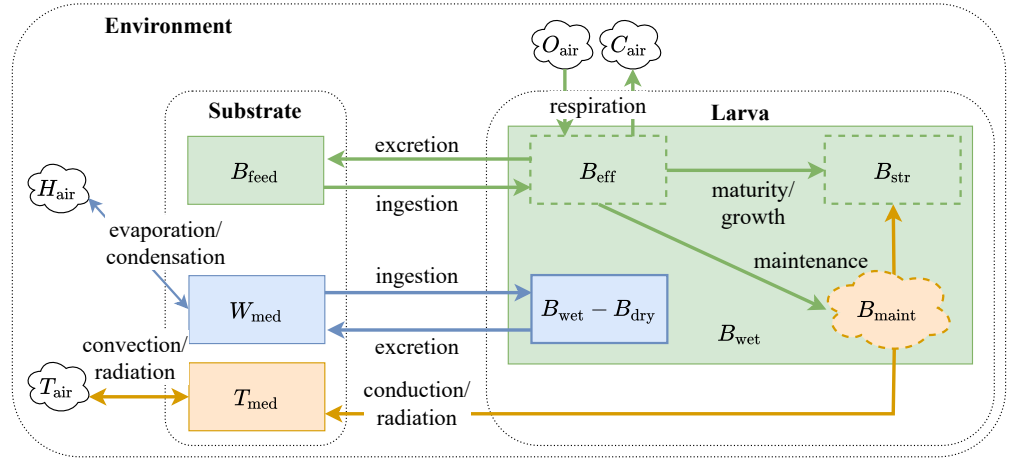 Environment
O_air
C_air
respiration
Substrate
Larva
B_feed
excretion
ingestion
B_eff
maturity/
growth
B_str
H_air
evaporation/
condensation
maintenance
W_med
ingestion
excretion
B_wet − B_dry
B_wet
B_maint
convection/
radiation
T_air
T_med
conduction/
radiation